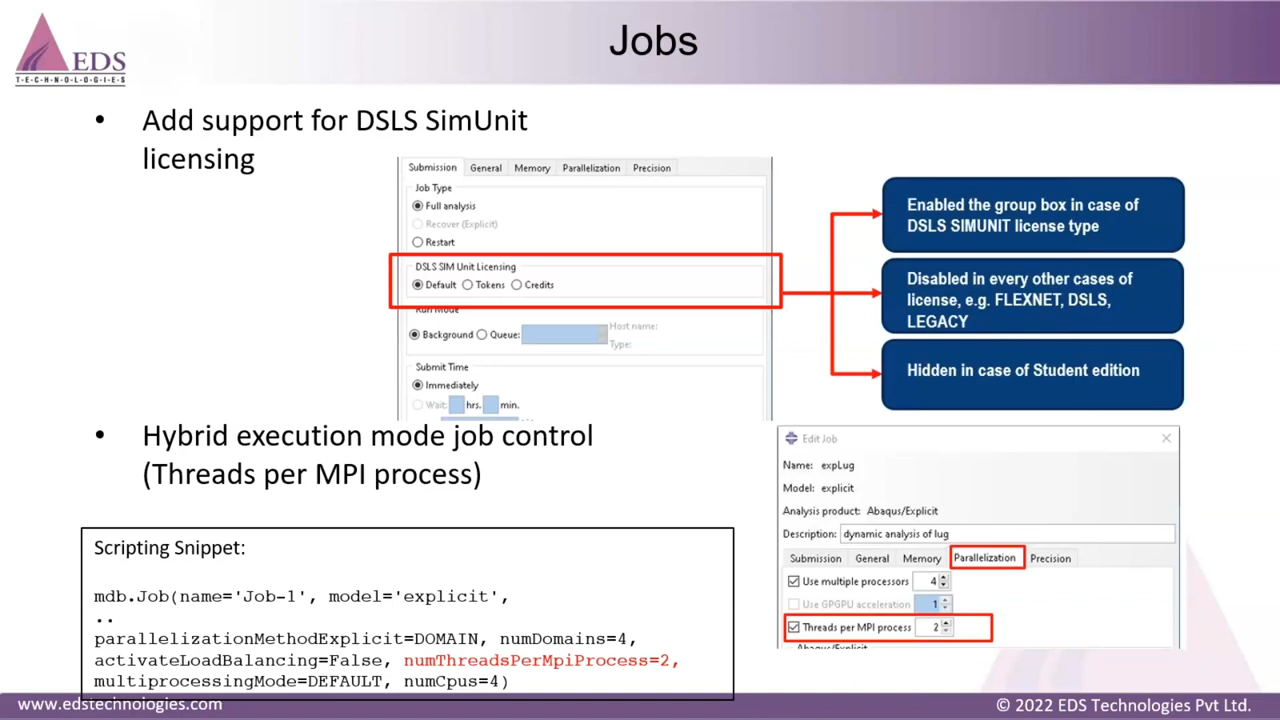 Jobs
EDS
T·E·C·H·N·O·L·O·G·I·E·S
• Add support for DSLS SimUnit
licensing
Submission General Memory Parallelization Precision
Job Type
Full analysis
Recover (Explicit)
Restart
DSLS SIM Unit Licensing
Default Tokens Credits
Run Mode
Background Queue: Host name:
Type:
Submit Time
Immediately
Wait: hrs. min.
Enabled the group box in case of
DSLS SIMUNIT license type
Disabled in every other cases of
license, e.g. FLEXNET, DSLS,
LEGACY
Hidden in case of Student edition
• Hybrid execution mode job control
(Threads per MPI process)
Edit Job
Name: expLug
Model: explicit
Analysis product: Abaqus/Explicit
Description: dynamic analysis of lug
Submission General Memory Parallelization Precision
Use multiple processors 4
Use GPGPU acceleration 1
Threads per MPI process 2
Abaqus/Explicit
Scripting Snippet:
mdb.Job(name='Job-1', model='explicit',
..
parallelizationMethodExplicit=DOMAIN, numDomains=4,
activateLoadBalancing=False, numThreadsPerMpiProcess=2,
multiprocessingMode=DEFAULT, numCpus=4)
www.edstechnologies.com
© 2022 EDS Technologies Pvt Ltd.